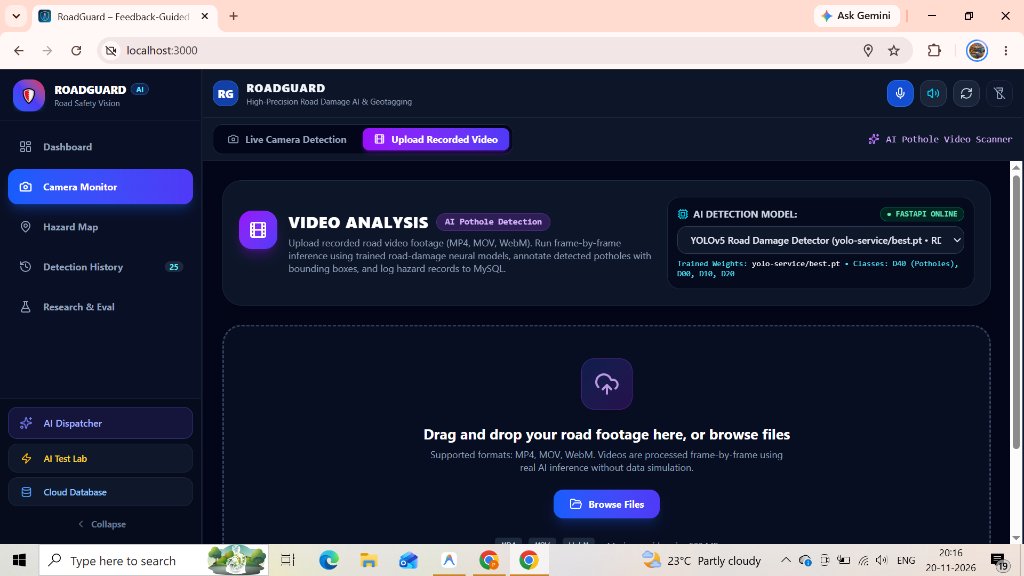 RoadGuard – Feedback-Guided
Ask Gemini
localhost:3000
ROADGUARD AI
Road Safety Vision
Dashboard
Camera Monitor
Hazard Map
Detection History 25
Research & Eval
AI Dispatcher
AI Test Lab
Cloud Database
Collapse
RG ROADGUARD
High-Precision Road Damage AI & Geotagging
Live Camera Detection
Upload Recorded Video
AI Pothole Video Scanner
VIDEO ANALYSIS AI Pothole Detection
Upload recorded road video footage (MP4, MOV, WebM). Run frame-by-frame
inference using trained road-damage neural models, annotate detected potholes with
bounding boxes, and log hazard records to MySQL.
AI DETECTION MODEL: • FASTAPI ONLINE
YOLOv5 Road Damage Detector (yolo-service/best.pt •
Trained Weights: yolo-service/best.pt • Classes: D40 (Potholes),
D00, D10, D20
Drag and drop your road footage here, or browse files
Supported formats: MP4, MOV, WebM. Videos are processed frame-by-frame using
real AI inference without data simulation.
Browse Files
Type here to search
23°C Partly cloudy
ENG
20:16
20-11-2026
19